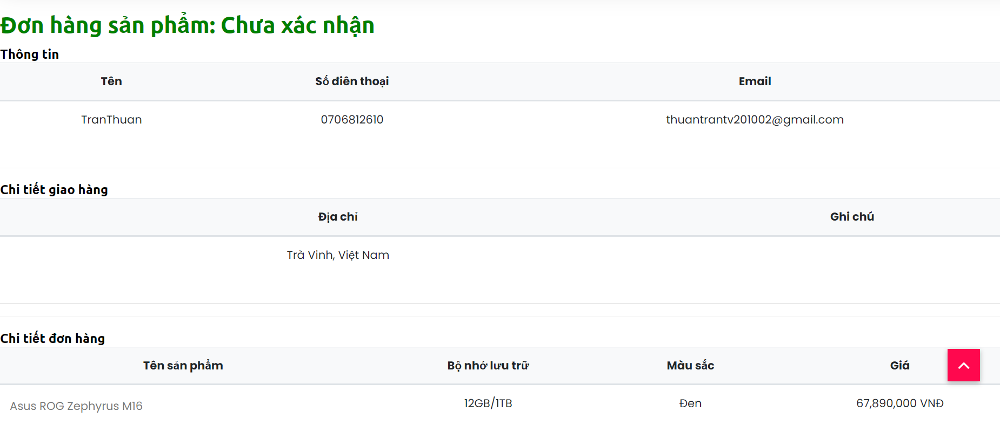 Đơn hàng sản phẩm: Chưa xác nhận
Thông tin
Tên Số điên thoại Email
TranThuan 0706812610 thuantrantv201002@gmail.com
Chi tiết giao hàng
Địa chỉ Ghi chú
Trà Vinh, Việt Nam
Chi tiết đơn hàng
Tên sản phẩm Bộ nhớ lưu trữ Màu sắc Giá
Asus ROG Zephyrus M16 12GB/1TB Đen 67,890,000 VNĐ